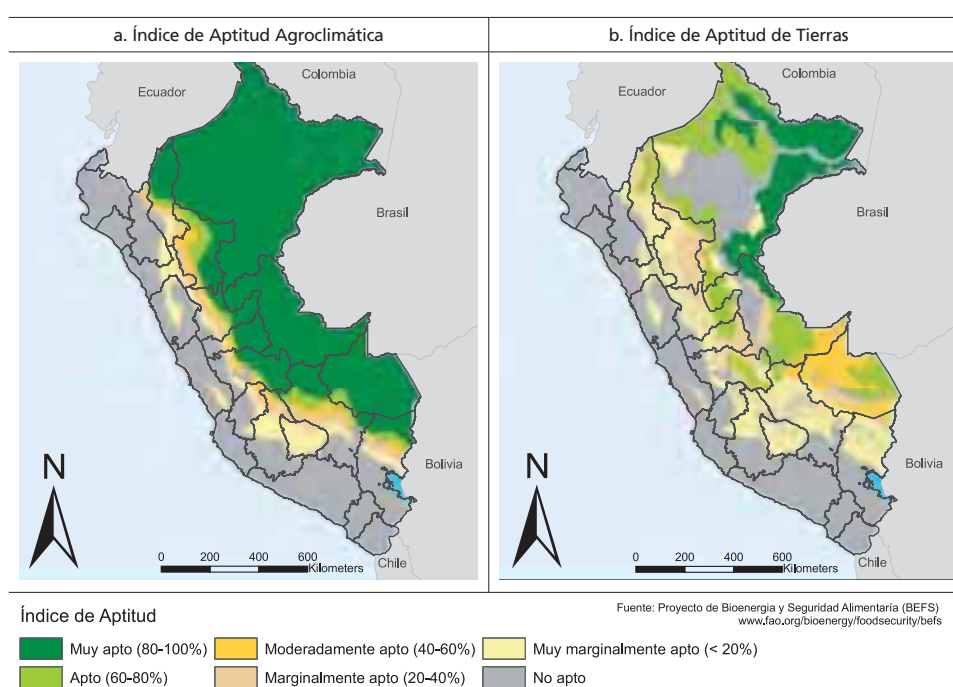 a. Índice de Aptitud Agroclimática
b. Índice de Aptitud de Tierras
Colombia
Ecuador
Brasil
Bolivia
Chile
N
0 200 400 600
Kilometers
Colombia
Ecuador
Brasil
Bolivia
Chile
N
0 200 400 600
Kilometers
Índice de Aptitud
Fuente: Proyecto de Bioenergia y Seguridad Alimentaría (BEFS)
www.fao.org/bioenergy/foodsecurity/befs
Muy apto (80-100%)
Moderadamente apto (40-60%)
Muy marginalmente apto (< 20%)
Apto (60-80%)
Marginalmente apto (20-40%)
No apto